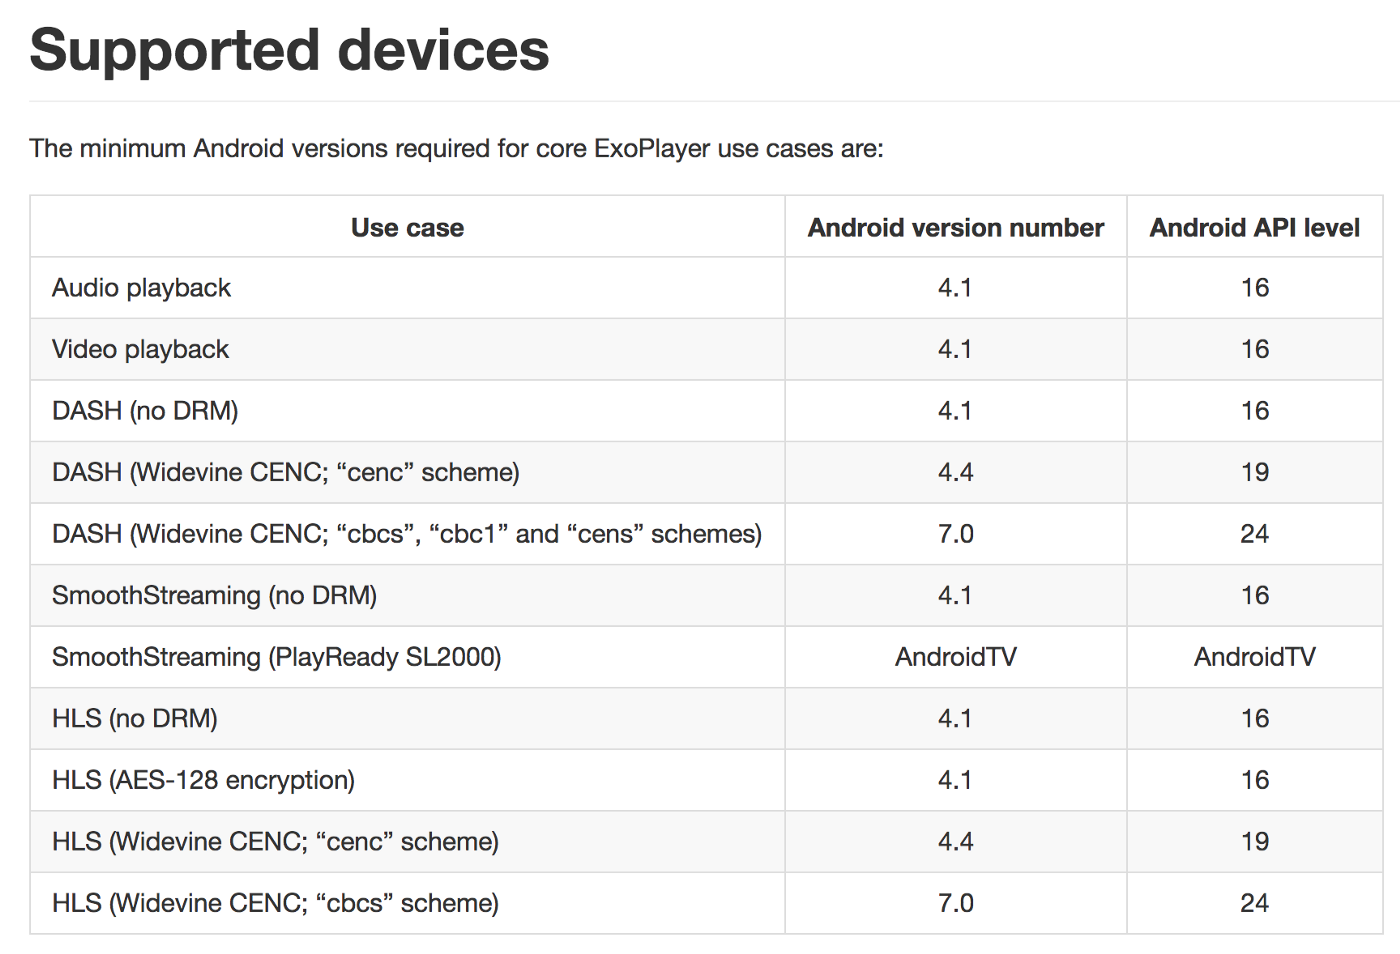 Supported devices
The minimum Android versions required for core ExoPlayer use cases are:
Use case Android version number Android API level
Audio playback 4.1 16
Video playback 4.1 16
DASH (no DRM) 4.1 16
DASH (Widevine CENC; “cenc” scheme) 4.4 19
DASH (Widevine CENC; “cbcs”, “cbc1” and “cens” schemes) 7.0 24
SmoothStreaming (no DRM) 4.1 16
SmoothStreaming (PlayReady SL2000) AndroidTV AndroidTV
HLS (no DRM) 4.1 16
HLS (AES-128 encryption) 4.1 16
HLS (Widevine CENC; “cenc” scheme) 4.4 19
HLS (Widevine CENC; “cbcs” scheme) 7.0 24